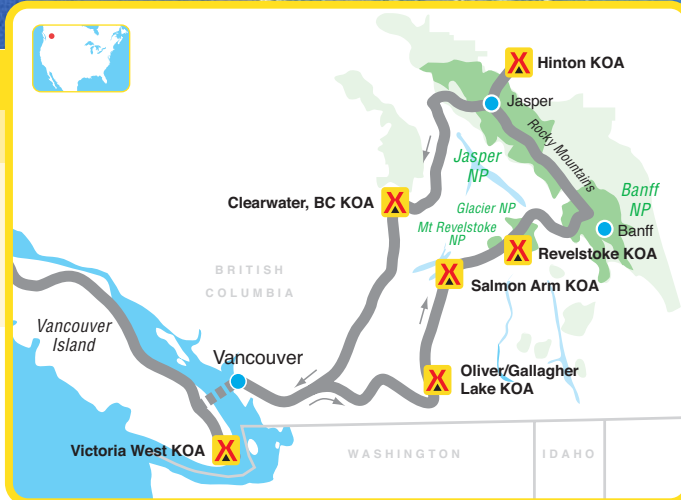 Hinton KOA
Jasper
Rocky Mountains
Jasper
NP
Banff
NP
Clearwater, BC KOA
Glacier NP
Mt Revelstoke
NP
Banff
Revelstoke KOA
BRITISH
COLUMBIA
Salmon Arm KOA
Vancouver
Island
Vancouver
Oliver/Gallagher
Lake KOA
Victoria West KOA
WASHINGTON
IDAHO